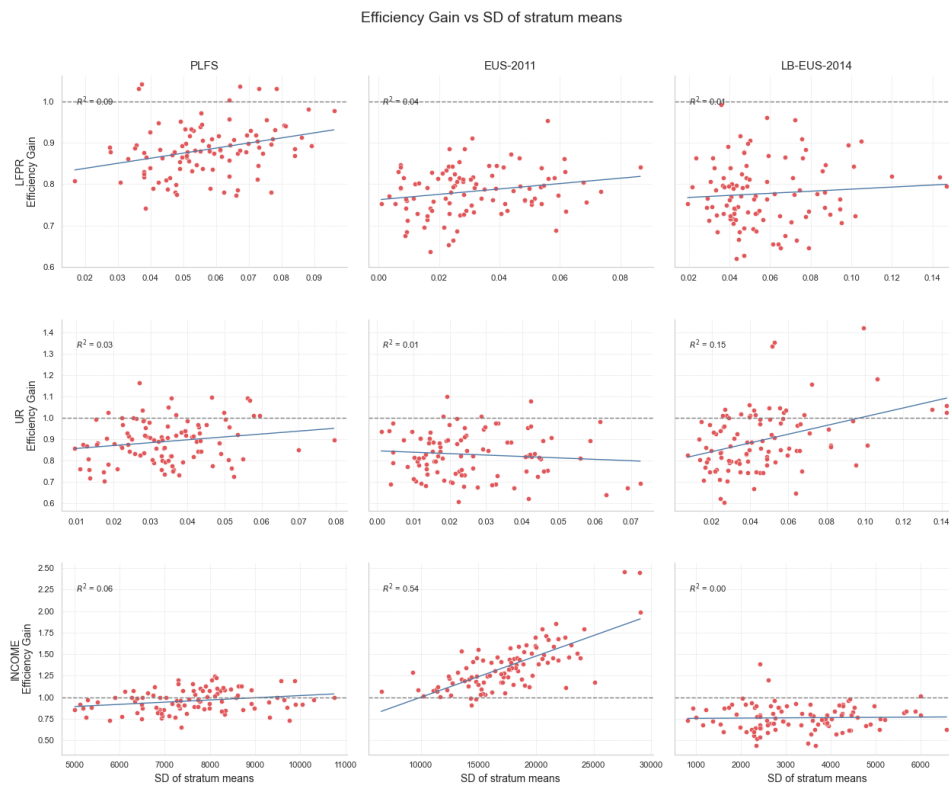 Efficiency Gain vs SD of stratum means
PLFS
EUS-2011
LB-EUS-2014
LFPR
Efficiency Gain
R² = 0.09
R² = 0.04
R² = 0.01
1.0
0.9
0.8
0.7
0.6
0.02 0.03 0.04 0.05 0.06 0.07 0.08 0.09
0.00 0.02 0.04 0.06 0.08
0.02 0.04 0.06 0.08 0.10 0.12 0.14
UR
Efficiency Gain
R² = 0.03
R² = 0.01
R² = 0.15
1.4
1.3
1.2
1.1
1.0
0.9
0.8
0.7
0.6
0.01 0.02 0.03 0.04 0.05 0.06 0.07 0.08
0.00 0.01 0.02 0.03 0.04 0.05 0.06 0.07
0.02 0.04 0.06 0.08 0.10 0.12 0.14
INCOME
Efficiency Gain
R² = 0.06
R² = 0.54
R² = 0.00
2.50
2.25
2.00
1.75
1.50
1.25
1.00
0.75
0.50
5000 6000 7000 8000 9000 10000 11000
10000 15000 20000 25000 30000
1000 2000 3000 4000 5000 6000
SD of stratum means
SD of stratum means
SD of stratum means